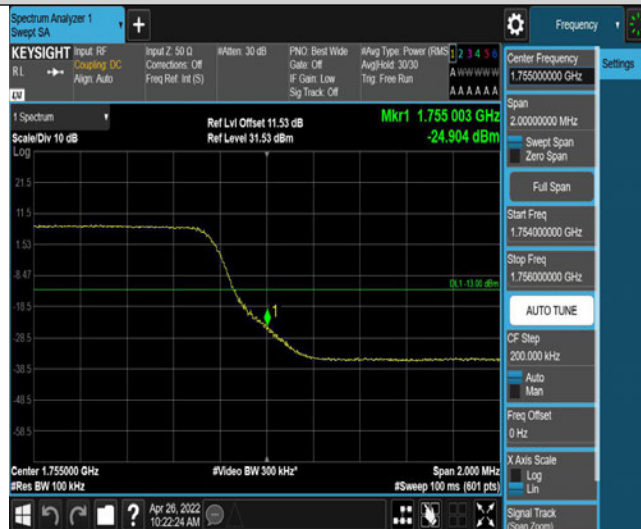 Spectrum Analyzer 1
Swept SA
+
Frequency
KEYSIGHT
RL
Input: RF
Coupling: DC
Align: Auto
Input Z: 50 Ω
Corrections: Off
Freq Ref: Int (S)
#Atten: 30 dB
PNO: Best Wide
Gate: Off
IF Gain: Low
Sig Track: Off
#Avg Type: Power (RMS
Avg|Hold: 30/30
Trig: Free Run
1 2 3 4 5 6
A W W W W W
A A A A A A
1 Spectrum
Scale/Div 10 dB
Ref Lvl Offset 11.53 dB
Ref Level 31.53 dBm
Mkr1 1.755 003 GHz
-24.904 dBm
Log
21.5
11.5
1.53
-8.47
-18.5
-28.5
-38.5
-48.5
-58.5
DL1 -13.00 dBm
1
Center 1.755000 GHz
#Res BW 100 kHz
#Video BW 300 kHz*
Span 2.000 MHz
#Sweep 100 ms (601 pts)
Center Frequency
1.755000000 GHz
Settings
Span
2.00000000 MHz
Swept Span
Zero Span
Full Span
Start Freq
1.754000000 GHz
Stop Freq
1.756000000 GHz
AUTO TUNE
CF Step
200.000 kHz
Auto
Man
Freq Offset
0 Hz
X Axis Scale
Log
Lin
Signal Track
(Span Zoom)
?
Apr 26, 2022
10:22:24 AM